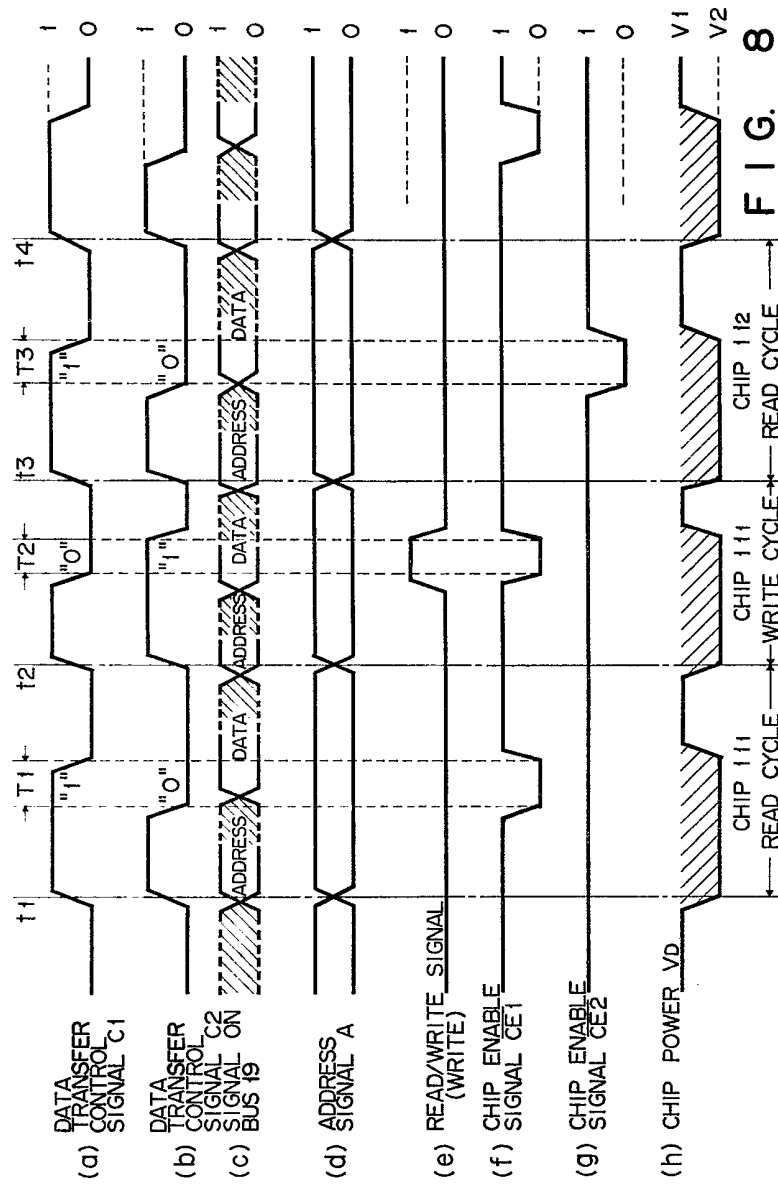 t1
T1
t2
T2
t3
T3
t4
(a) DATA
TRANSFER
CONTROL
SIGNAL C1
"1"
"0"
"1"
1
0
(b) DATA
TRANSFER
CONTROL
SIGNAL C2
"0"
"1"
"0"
1
0
(c) SIGNAL ON
BUS 19
ADDRESS
DATA
ADDRESS
DATA
ADDRESS
DATA
1
0
(d) ADDRESS
SIGNAL A
1
0
(e) READ/WRITE SIGNAL
(WRITE)
1
0
(f) CHIP ENABLE
SIGNAL CE1
1
0
(g) CHIP ENABLE
SIGNAL CE2
1
0
(h) CHIP POWER VD
V1
V2
CHIP 111
CHIP 111
CHIP 112
READ CYCLE
WRITE CYCLE
READ CYCLE
FIG. 8